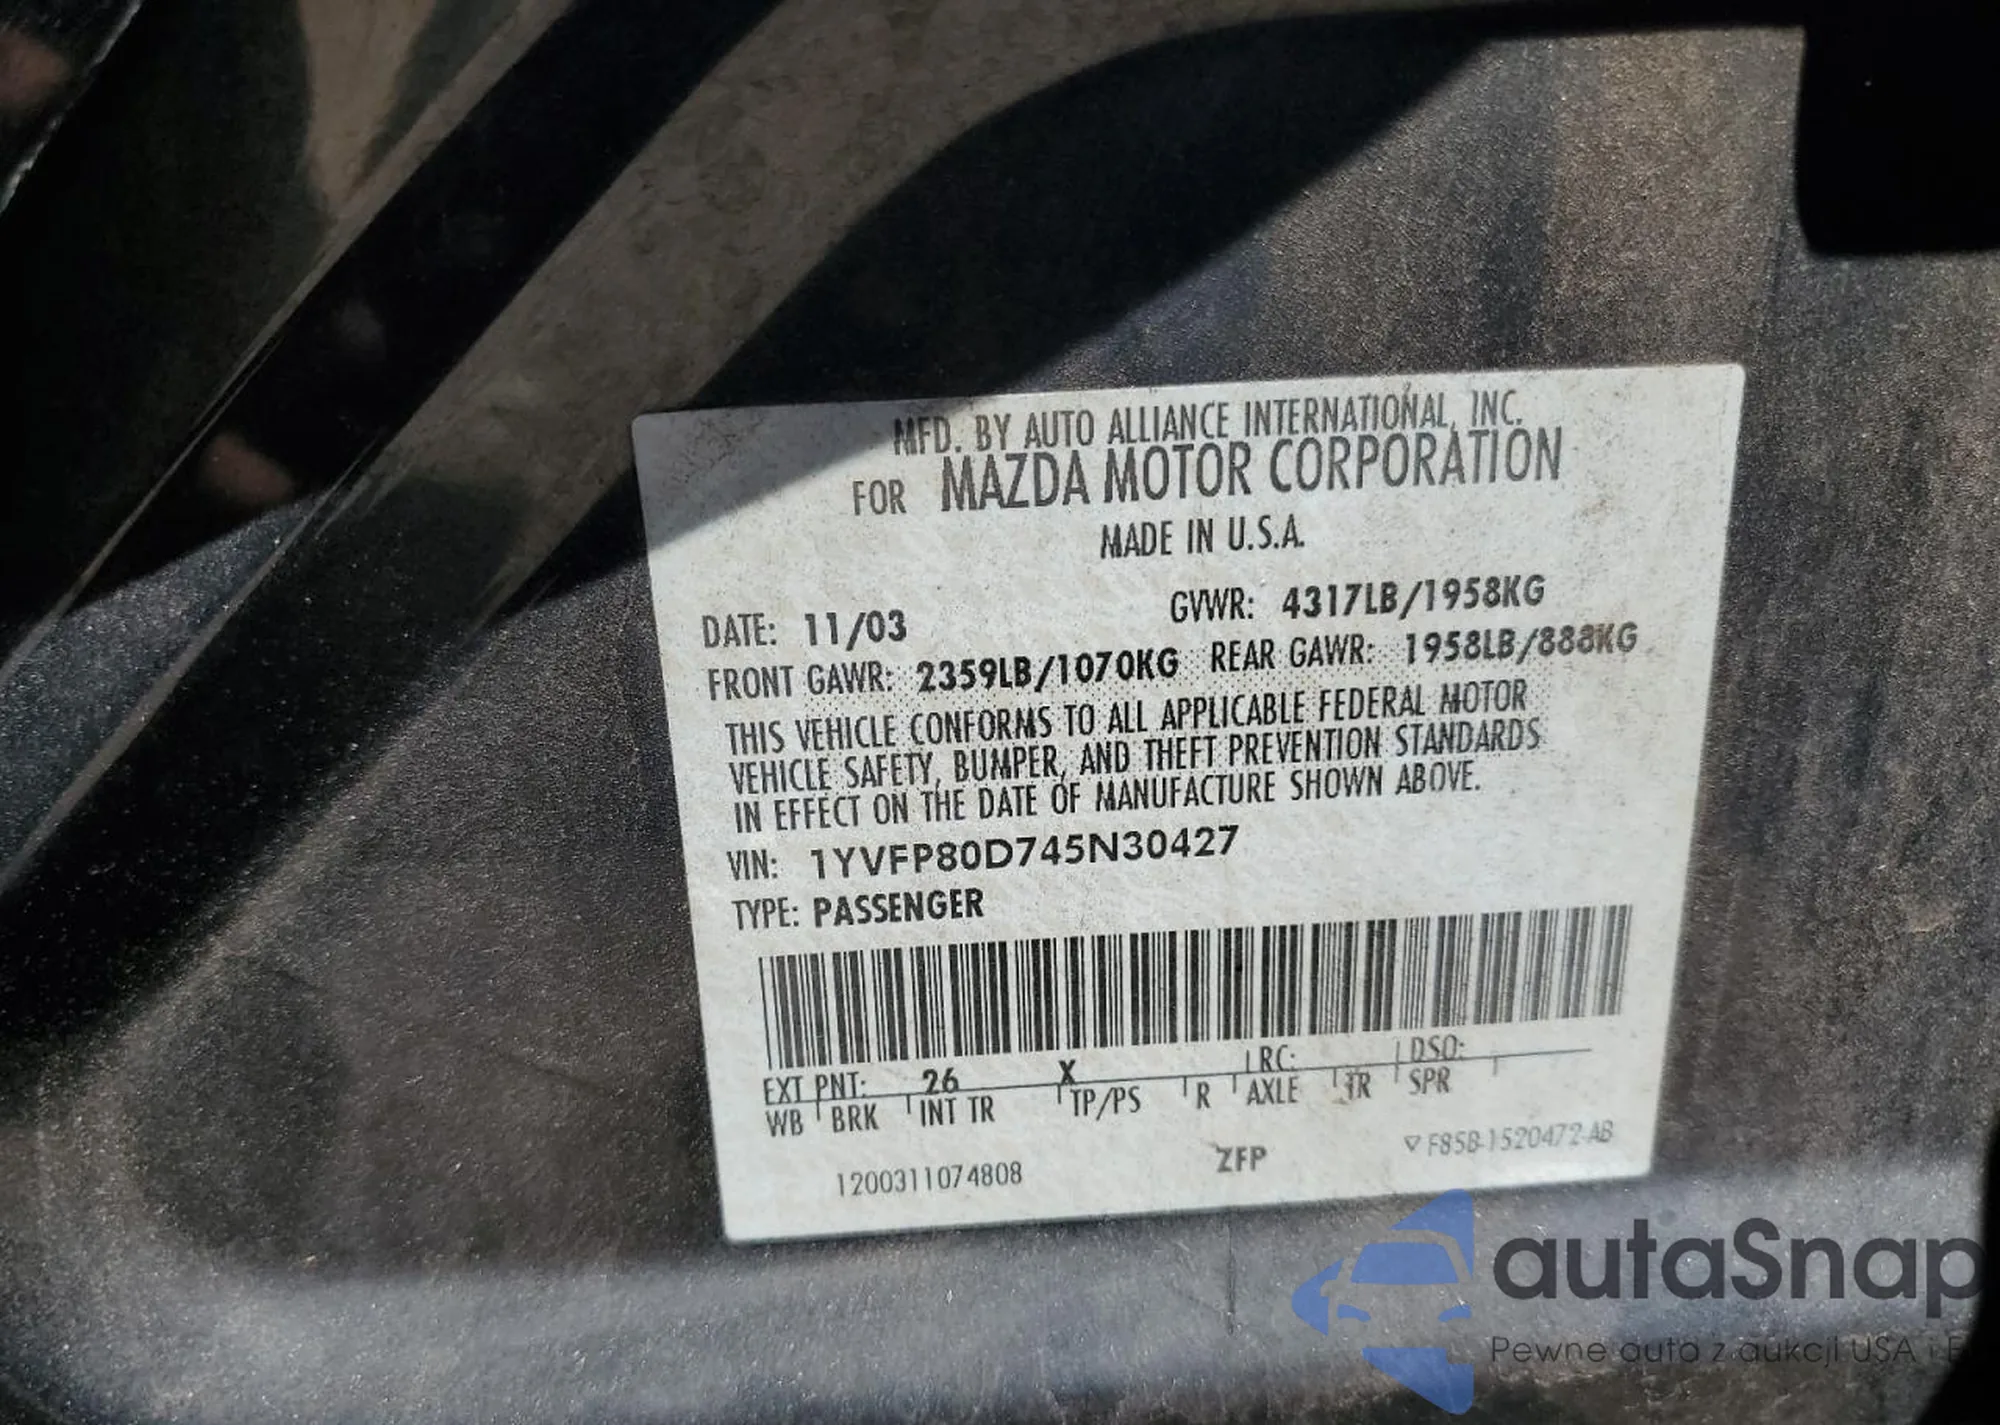 MFD. BY AUTO ALLIANCE INTERNATIONAL, INC.
FOR MAZDA MOTOR CORPORATION
MADE IN U.S.A.
DATE: 11/03 GVWR: 4317LB/1958KG
FRONT GAWR: 2359LB/1070KG REAR GAWR: 1958LB/888KG
THIS VEHICLE CONFORMS TO ALL APPLICABLE FEDERAL MOTOR
VEHICLE SAFETY, BUMPER, AND THEFT PREVENTION STANDARDS
IN EFFECT ON THE DATE OF MANUFACTURE SHOWN ABOVE.
VIN: 1YVFP80D745N30427
TYPE: PASSENGER
EXT PNT: 26 X RC: DSO:
WB BRK INT TR TP/PS R AXLE TR SPR
1200311074808 ZFP F85B-1520472-AB
autaSnap
Pewne auta z aukcji USA i